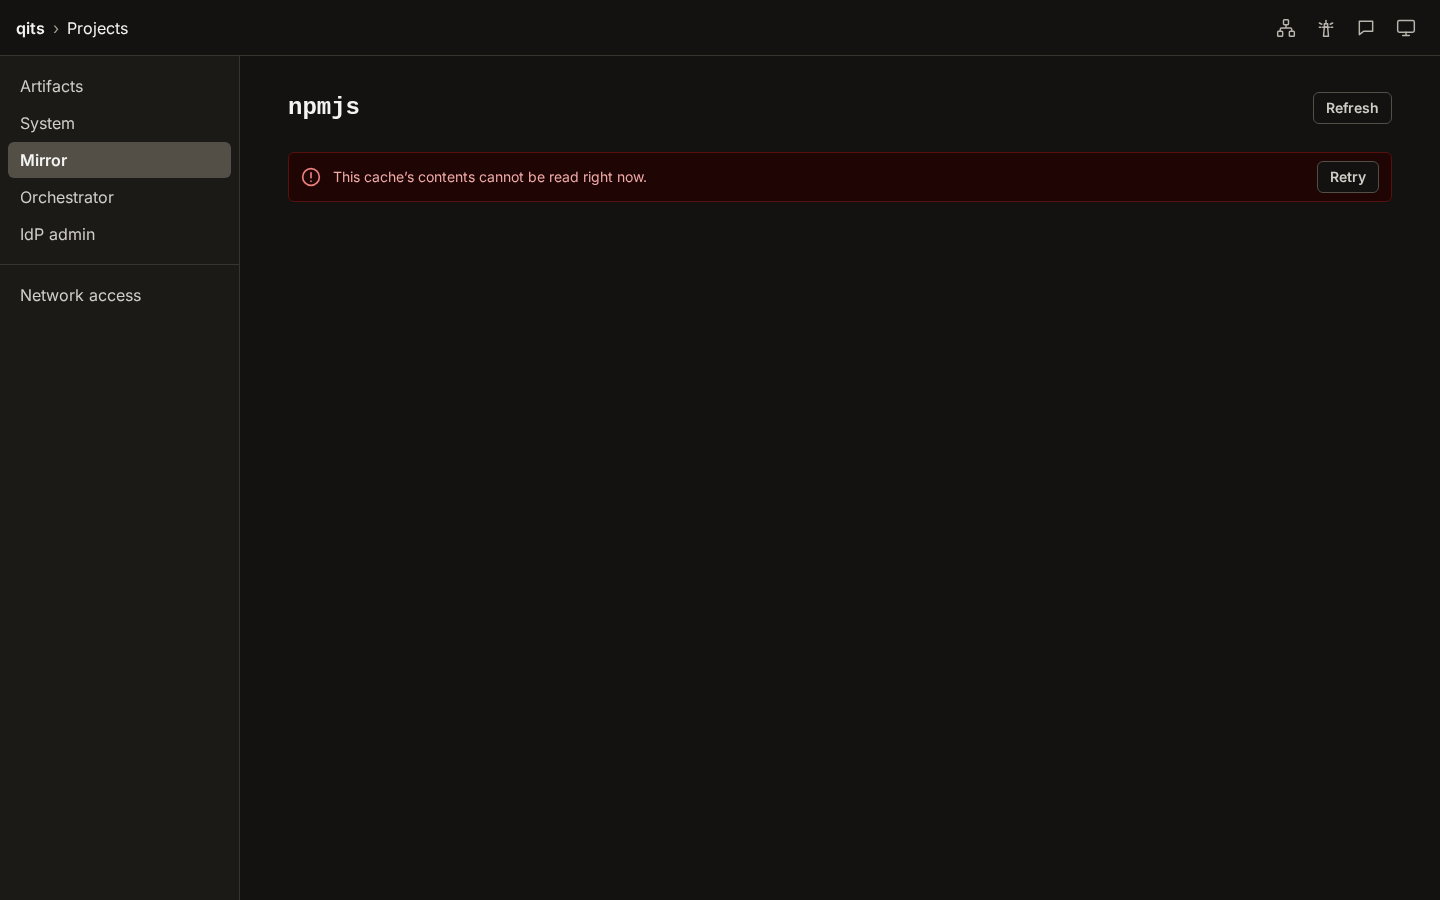 qits › Projects
Artifacts
System
Mirror
Orchestrator
IdP admin
Network access
npmjs
Refresh
This cache’s contents cannot be read right now.
Retry